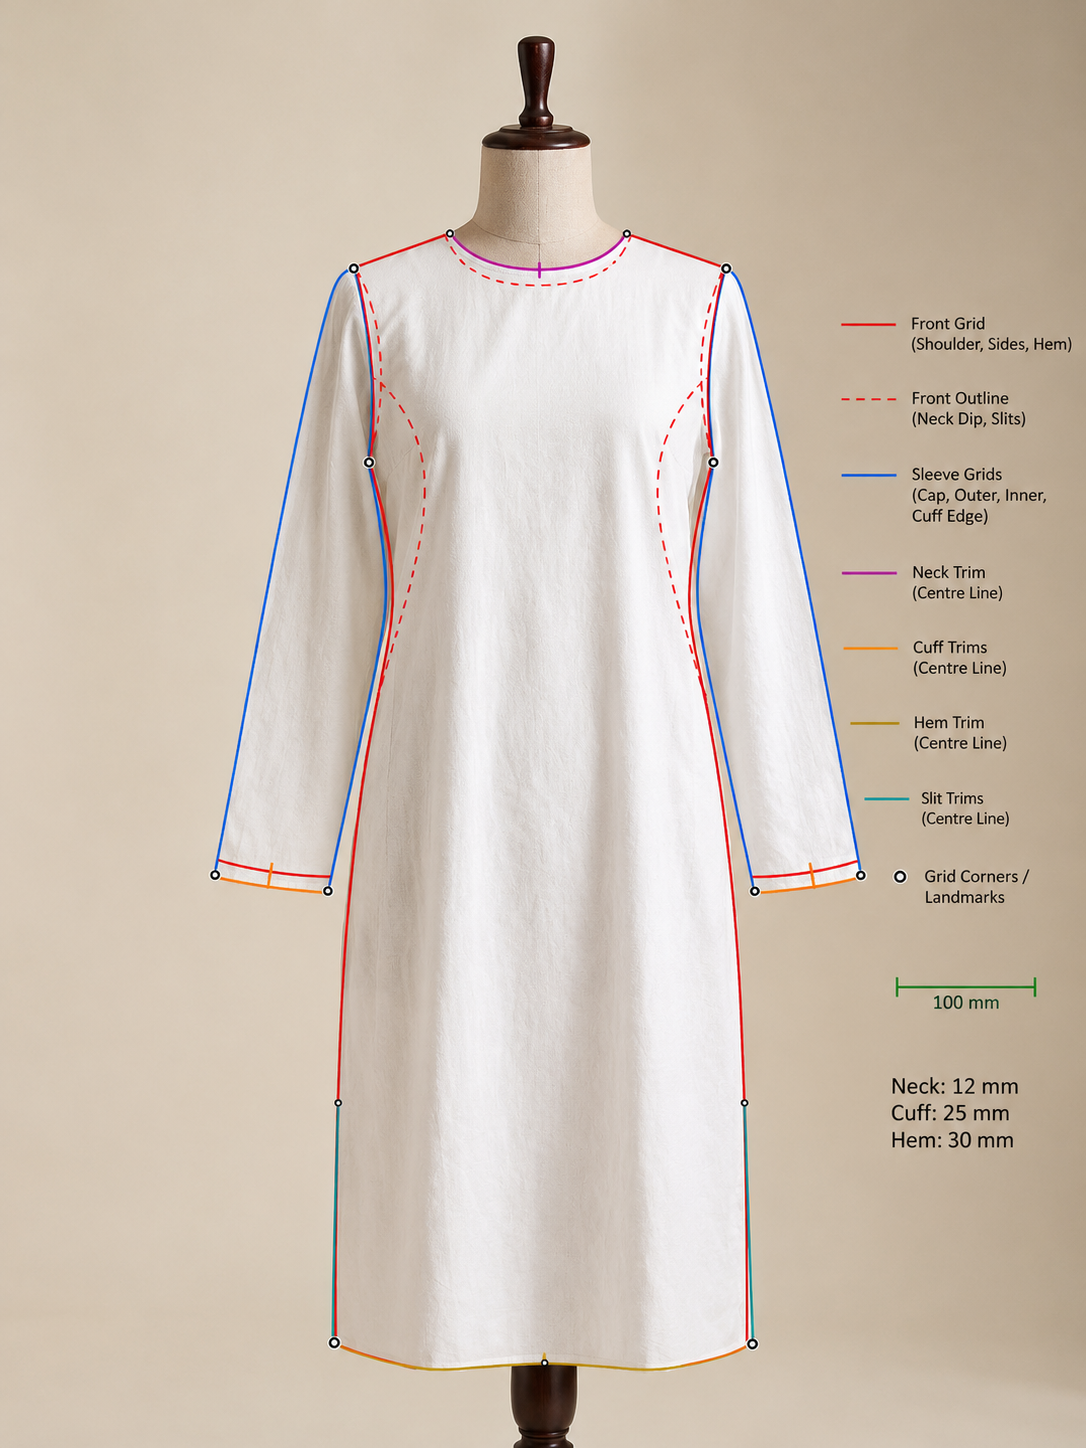 Front Grid
(Shoulder, Sides, Hem)
Front Outline
(Neck Dip, Slits)
Sleeve Grids
(Cap, Outer, Inner,
Cuff Edge)
Neck Trim
(Centre Line)
Cuff Trims
(Centre Line)
Hem Trim
(Centre Line)
Slit Trims
(Centre Line)
Grid Corners /
Landmarks
100 mm
Neck: 12 mm
Cuff: 25 mm
Hem: 30 mm